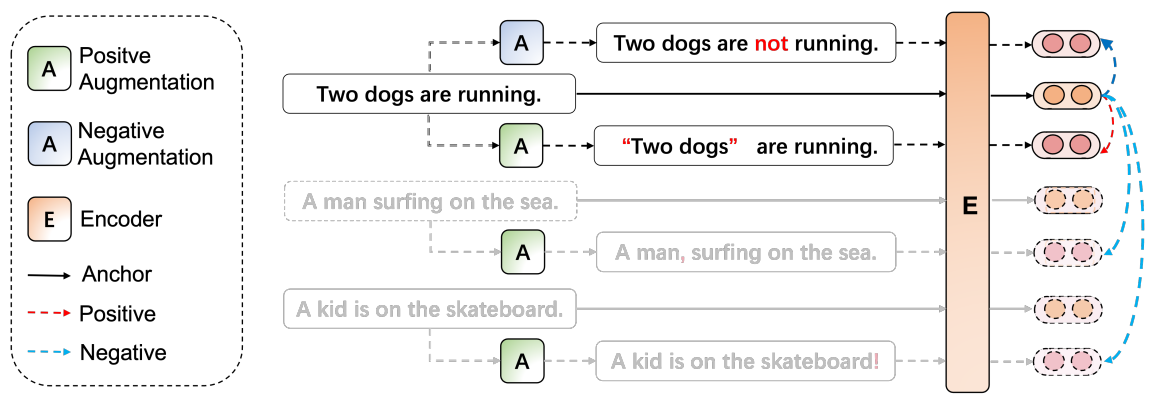 A
Positve
Augmentation
A
Negative
Augmentation
E
Encoder
Anchor
Positive
Negative
A
Two dogs are not running.
Two dogs are running.
A
“Two dogs” are running.
A man surfing on the sea.
E
A
A man, surfing on the sea.
A kid is on the skateboard.
A
A kid is on the skateboard!